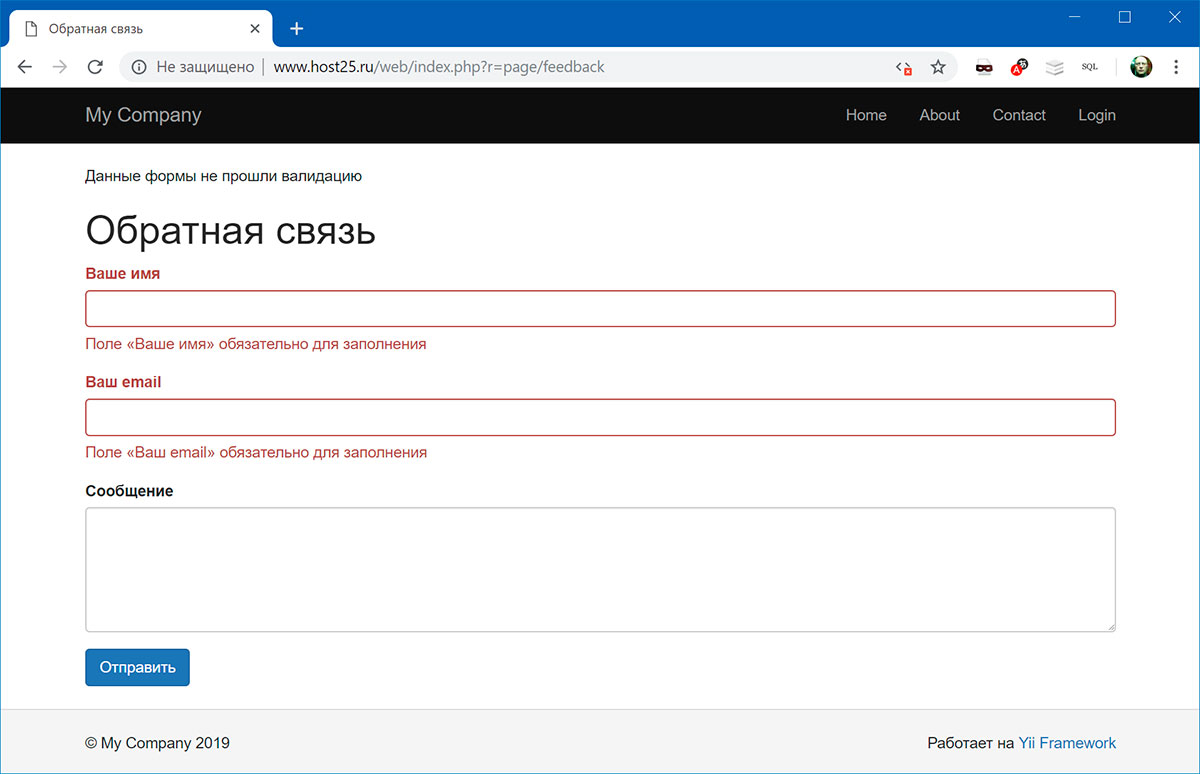 Обратная связь
Не защищено www.host25.ru/web/index.php?r=page/feedback SQL
My Company Home About Contact Login
Данные формы не прошли валидацию
Обратная связь
Ваше имя
Поле «Ваше имя» обязательно для заполнения
Ваш email
Поле «Ваш email» обязательно для заполнения
Сообщение
Отправить
© My Company 2019 Работает на Yii Framework